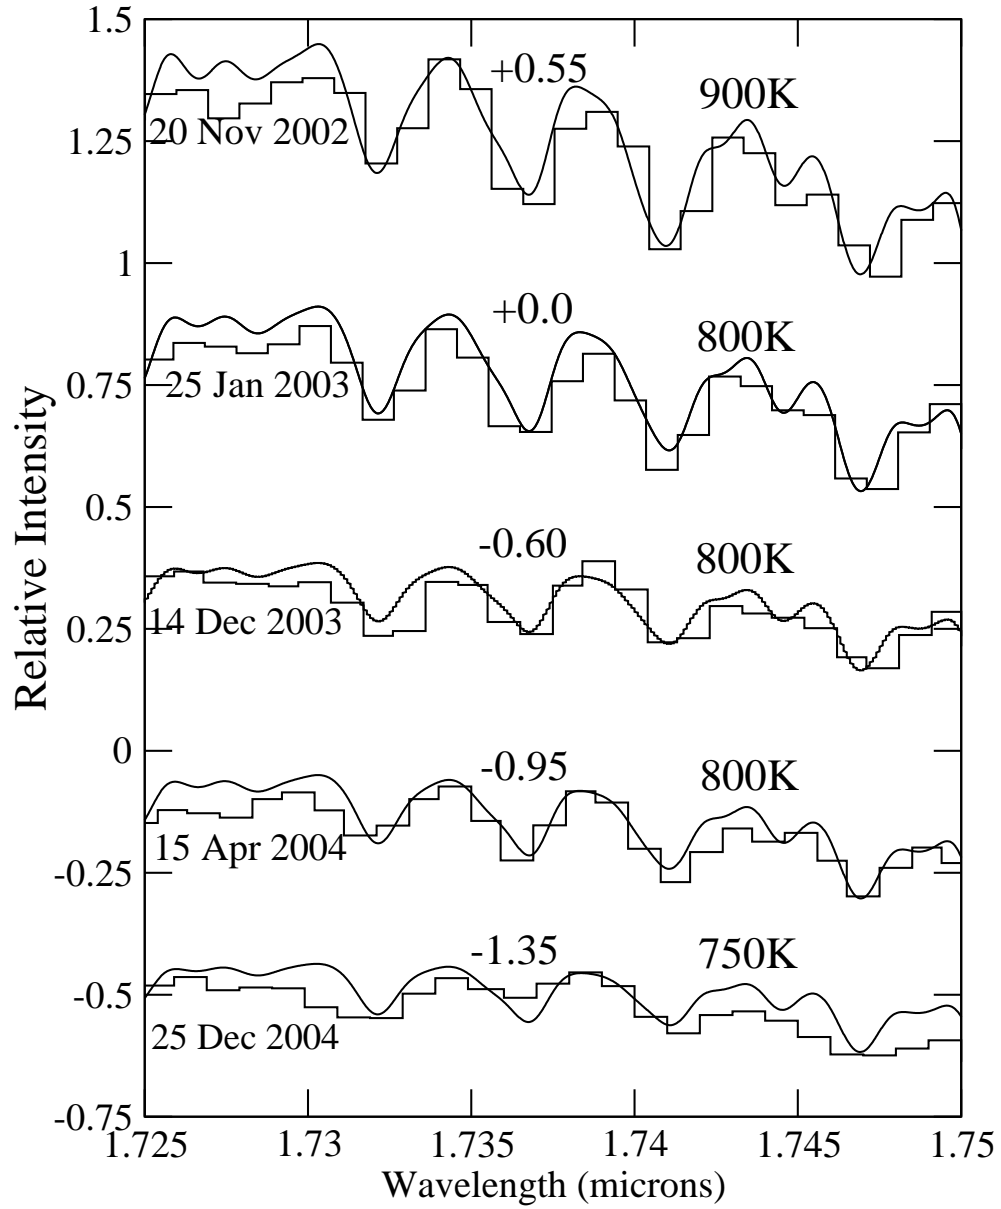 1.5
+0.55
900K
20 Nov 2002
1.25
1
+0.0
800K
25 Jan 2003
0.75
0.5
-0.60
800K
14 Dec 2003
0.25
0
-0.95
800K
15 Apr 2004
-0.25
-1.35
750K
-0.5
25 Dec 2004
-0.75
Relative Intensity
1.725 1.73 1.735 1.74 1.745 1.75
Wavelength (microns)